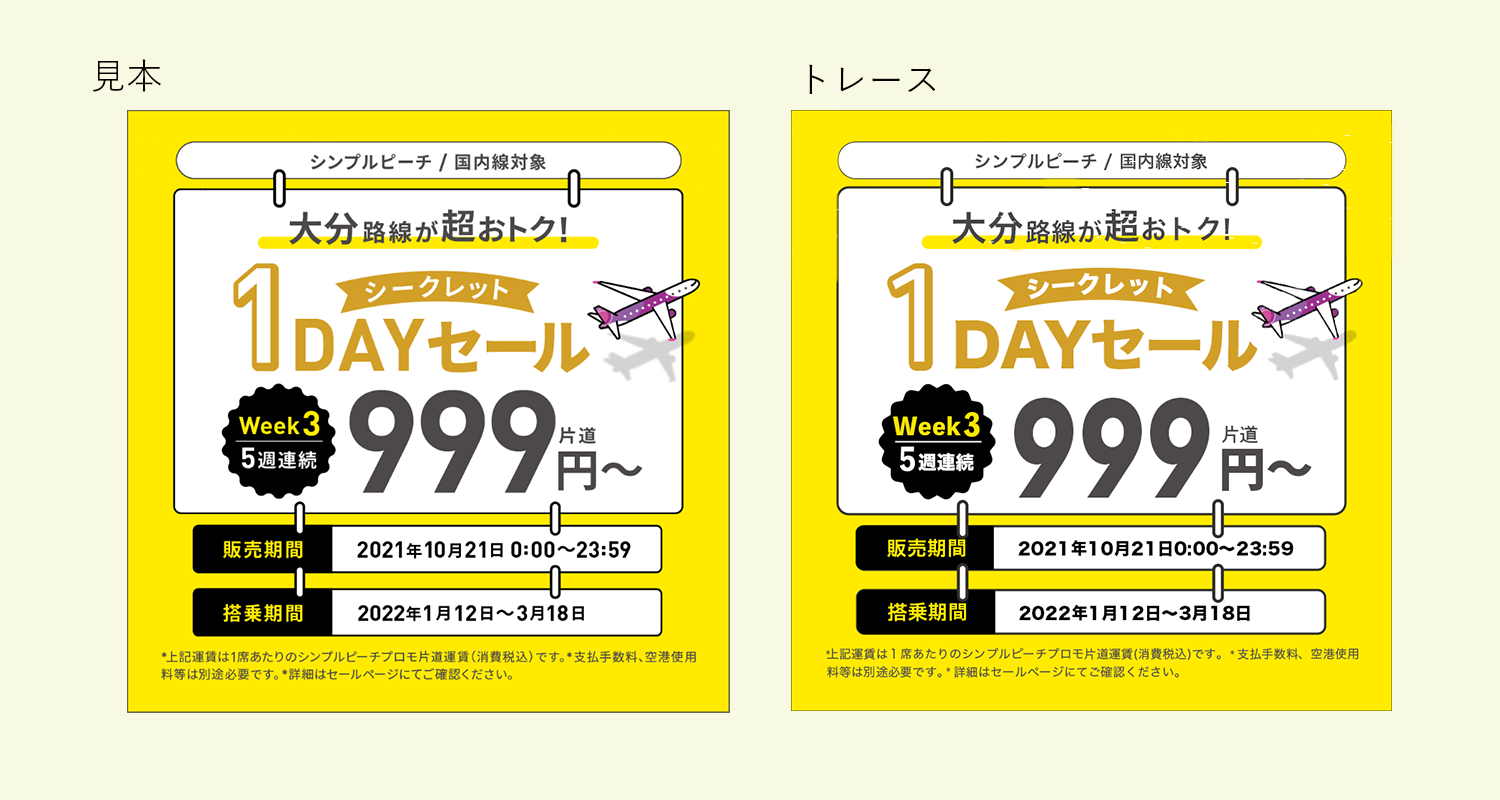 見本
シンプルピーチ / 国内線対象
大分路線が超おトク!
シークレット
1DAYセール
Week3
5週連続
999
片道
円〜
販売期間
2021年10月21日 0:00〜23:59
搭乗期間
2022年1月12日〜3月18日
*上記運賃は1席あたりのシンプルピーチプロモ片道運賃(消費税込)です。*支払手数料、空港使用
料等は別途必要です。*詳細はセールページにてご確認ください。
トレース
シンプルピーチ / 国内線対象
大分路線が超おトク!
シークレット
1DAYセール
Week3
5週連続
999
片道
円〜
販売期間
2021年10月21日0:00〜23:59
搭乗期間
2022年1月12日〜3月18日
*上記運賃は1席あたりのシンプルピーチプロモ片道運賃(消費税込)です。*支払手数料、空港使用
料等は別途必要です。*詳細はセールページにてご確認ください。